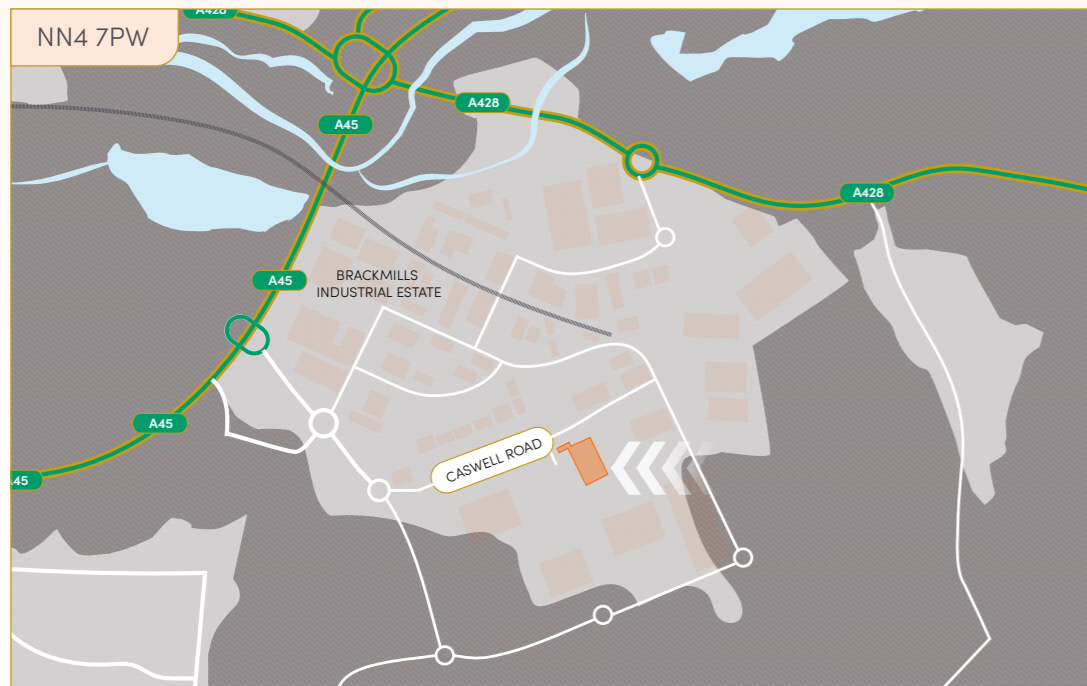 A428
NN4 7PW
A428
A45
A428
A45
BRACKMILLS
INDUSTRIAL ESTATE
A45
CASWELL ROAD
A45